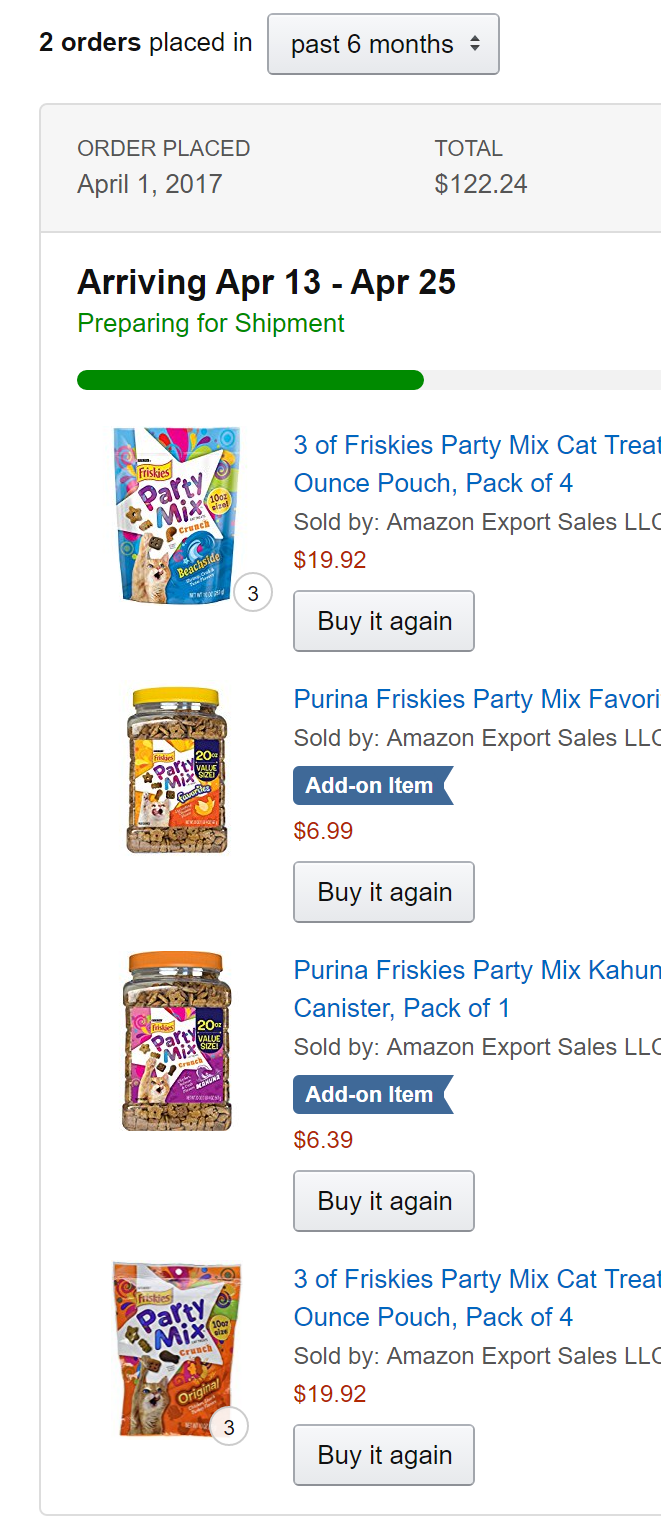 2 orders placed in past 6 months
ORDER PLACED
April 1, 2017
TOTAL
$122.24
Arriving Apr 13 - Apr 25
Preparing for Shipment
Friskies
Party
Mix
Crunch
10oz
size!
Beachside
3
3 of Friskies Party Mix Cat Treat
Ounce Pouch, Pack of 4
Sold by: Amazon Export Sales LLC
$19.92
Buy it again
Friskies
Party
Mix
20oz
VALUE
SIZE!
Favorites
Purina Friskies Party Mix Favori
Sold by: Amazon Export Sales LLC
Add-on Item
$6.99
Buy it again
Friskies
Party
Mix
Crunch
20oz
VALUE
SIZE!
KAHUNA
Purina Friskies Party Mix Kahun
Canister, Pack of 1
Sold by: Amazon Export Sales LLC
Add-on Item
$6.39
Buy it again
Friskies
Party
Mix
Crunch
10oz
size
Original
3
3 of Friskies Party Mix Cat Treat
Ounce Pouch, Pack of 4
Sold by: Amazon Export Sales LLC
$19.92
Buy it again